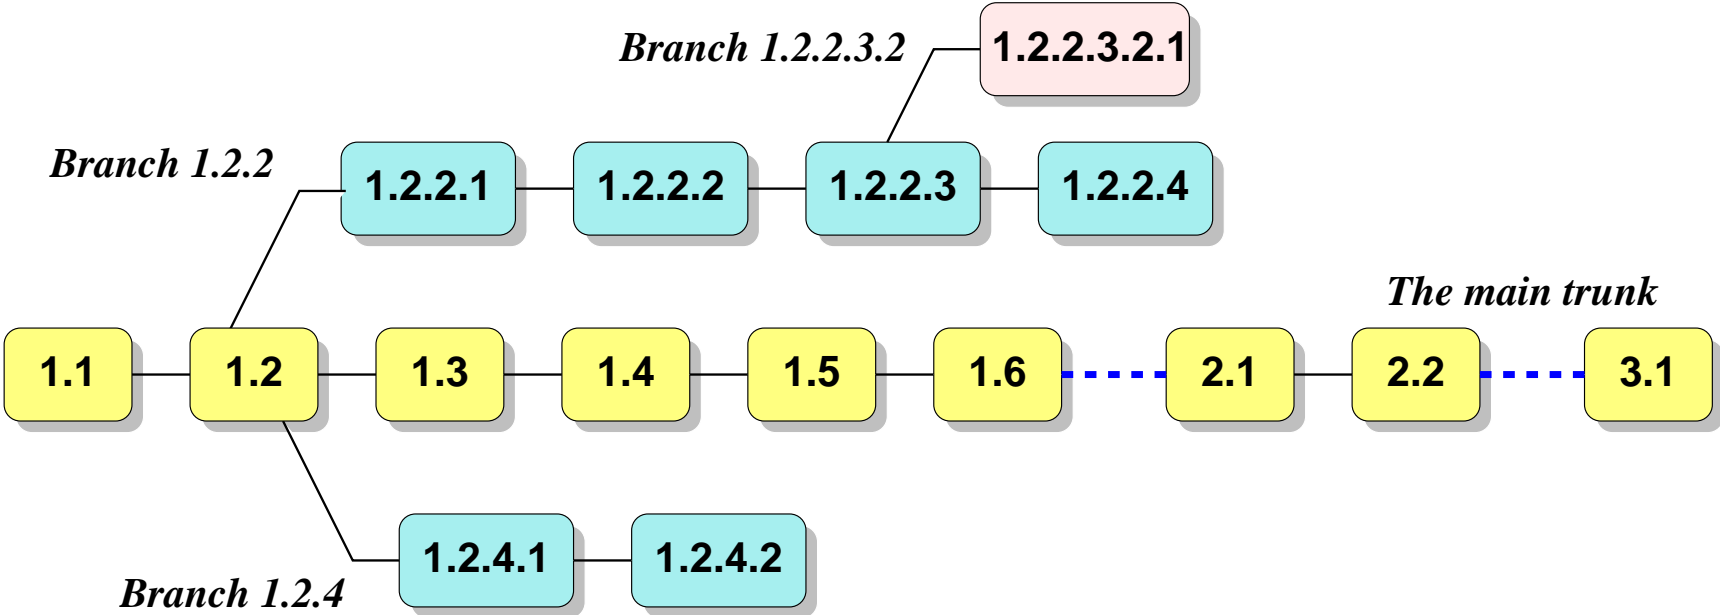 Branch 1.2.2.3.2 1.2.2.3.2.1
Branch 1.2.2 1.2.2.1 1.2.2.2 1.2.2.3 1.2.2.4
The main trunk
1.1 1.2 1.3 1.4 1.5 1.6 2.1 2.2 3.1
1.2.4.1 1.2.4.2
Branch 1.2.4